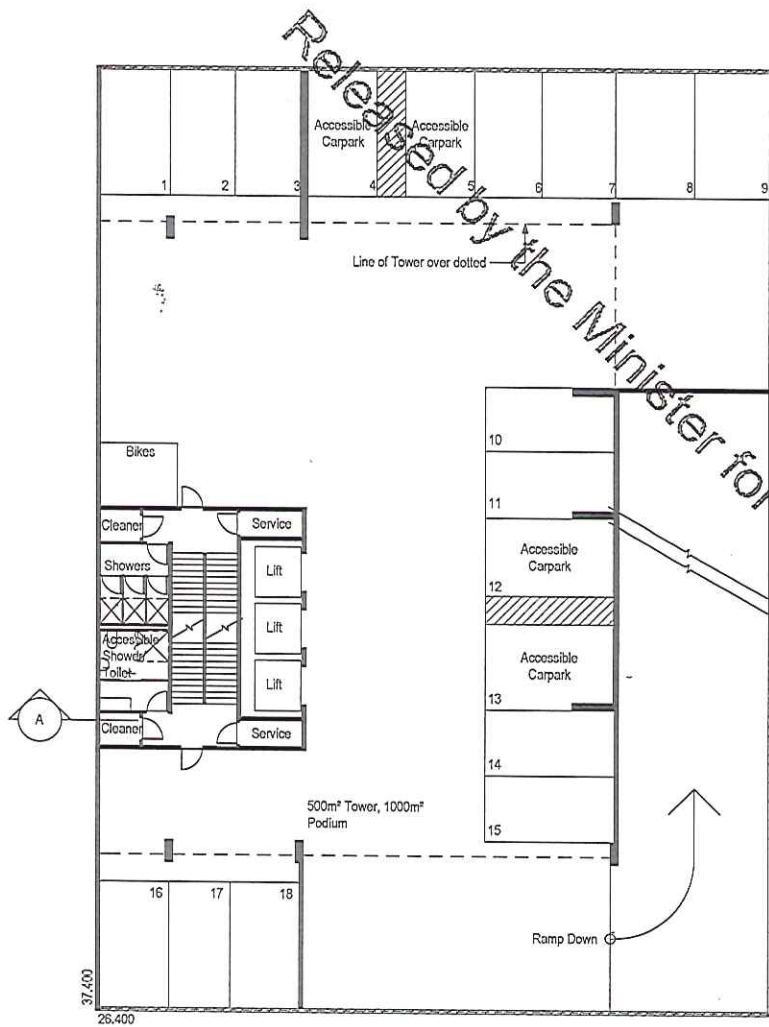 Released by the Minister for
Accessible
Carpark
Accessible
Carpark
1
2
3
4
5
6
7
8
9
Line of Tower over dotted
Bikes
10
11
Cleaner
Service
Showers
Lift
Accessible
Carpark
12
Lift
Accessible
Shower
Toilet
Accessible
Carpark
Lift
13
A
Cleaner
Service
14
500m² Tower, 1000m²
Podium
15
16
17
18
Ramp Down
37.400
26.400